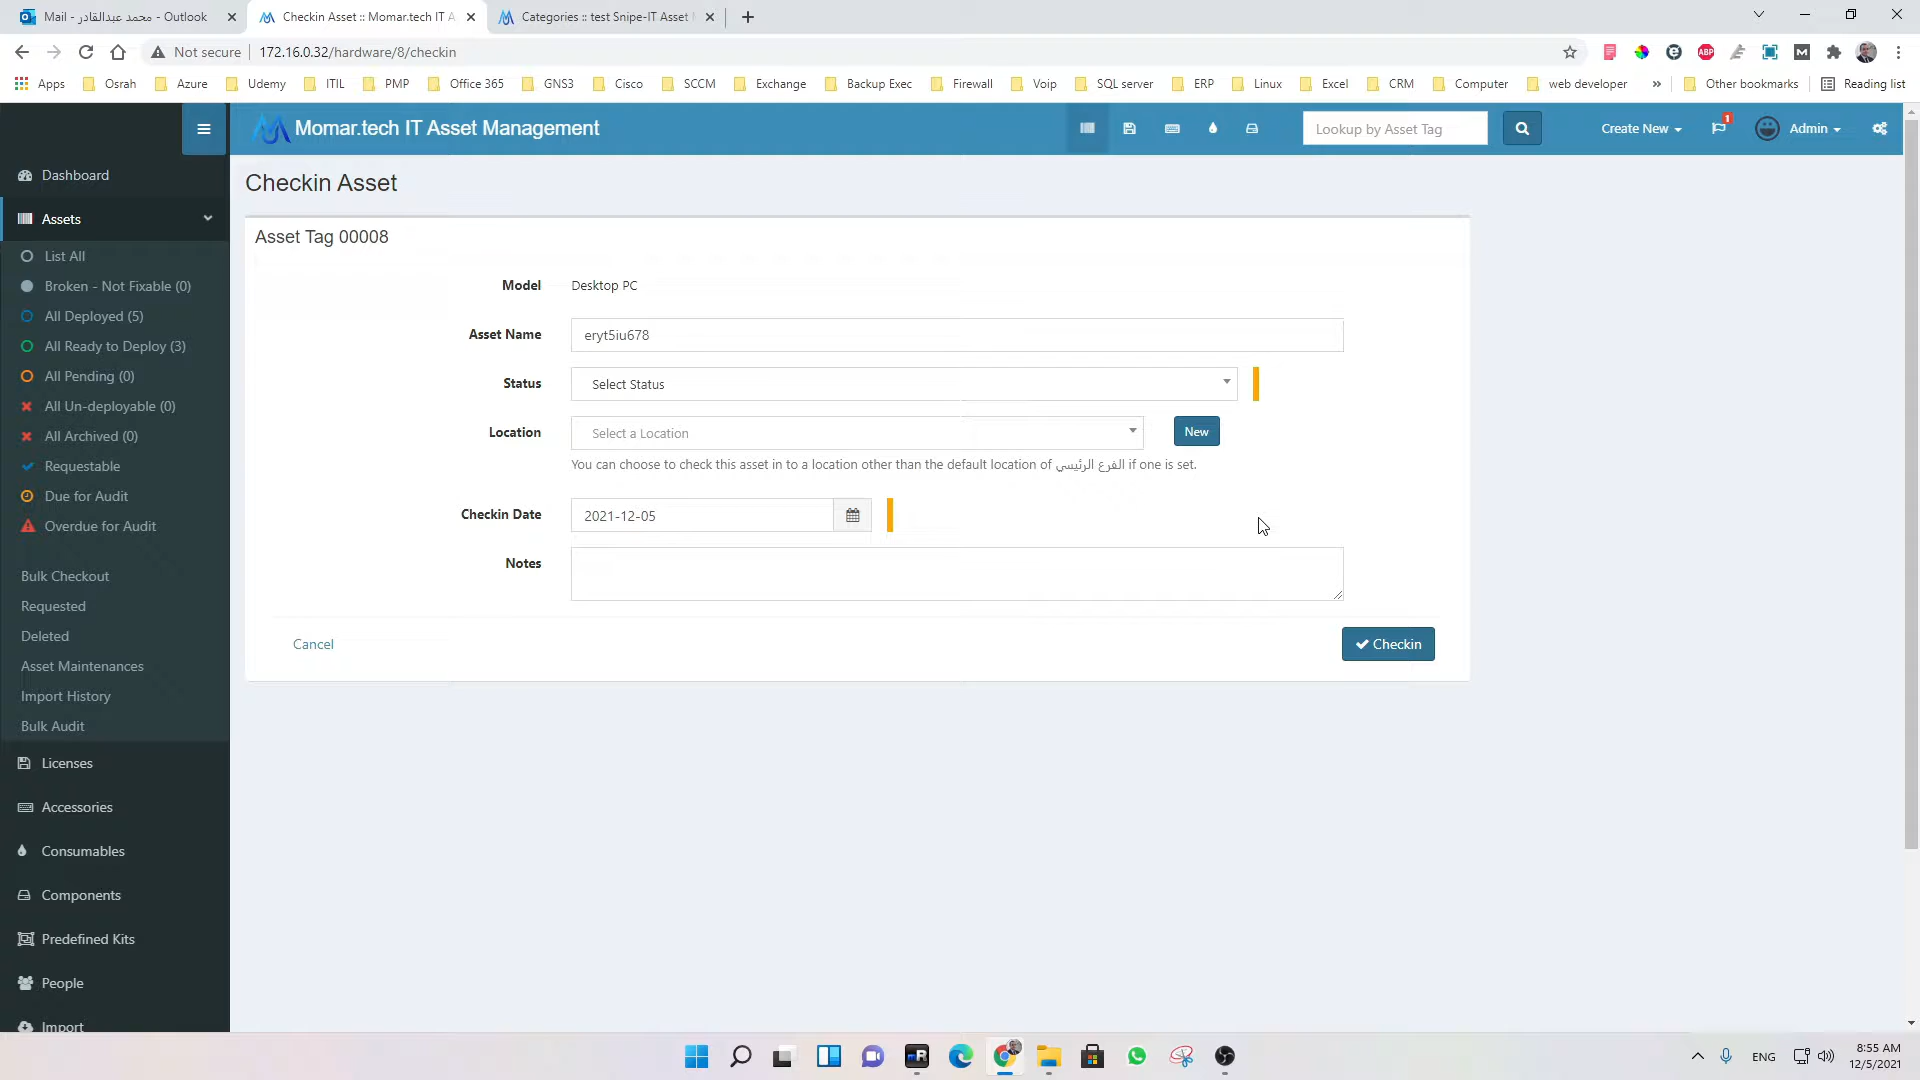 Mail - محمد عبدالقادر - Outlook
Checkin Asset :: Momar.tech IT A
Categories :: test Snipe-IT Asset
Not secure
172.16.0.32/hardware/8/checkin
Apps
Osrah
Azure
Udemy
ITIL
PMP
Office 365
GNS3
Cisco
SCCM
Exchange
Backup Exec
Firewall
Voip
SQL server
ERP
Linux
Excel
CRM
Computer
web developer
»
Other bookmarks
Reading list
Momar.tech IT Asset Management
Lookup by Asset Tag
Create New
1
Admin
Dashboard
Assets
List All
Broken - Not Fixable (0)
All Deployed (5)
All Ready to Deploy (3)
All Pending (0)
All Un-deployable (0)
All Archived (0)
Requestable
Due for Audit
Overdue for Audit
Bulk Checkout
Requested
Deleted
Asset Maintenances
Import History
Bulk Audit
Licenses
Accessories
Consumables
Components
Predefined Kits
People
Import
Checkin Asset
Asset Tag 00008
Model
Desktop PC
Asset Name
eryt5iu678
Status
Select Status
Location
Select a Location
New
You can choose to check this asset in to a location other than the default location of الفرع الرئيسي if one is set.
Checkin Date
2021-12-05
Notes
Cancel
Checkin
ABP
ENG
8:55 AM
12/5/2021